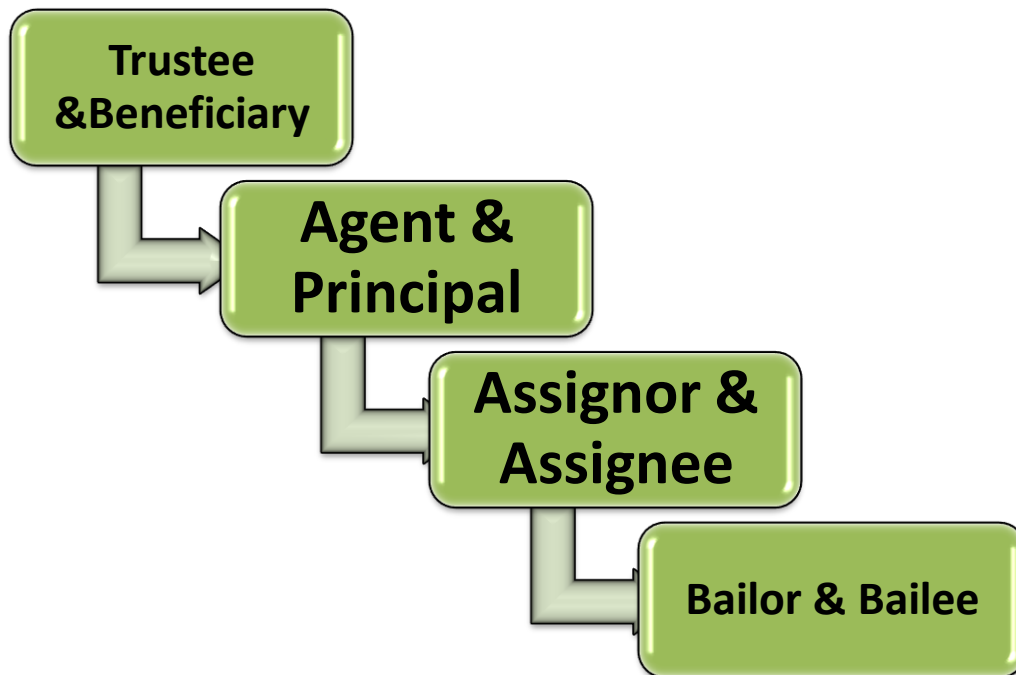 Trustee
&Beneficiary
Agent &
Principal
Assignor &
Assignee
Bailor & Bailee